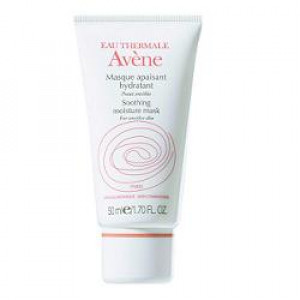 EAU THERMALE
Avène
Masque apaisant
hydratant
Peaux sensibles
Soothing
moisture mask
For sensitive skin
50 ml℮1.70 FL. OZ.